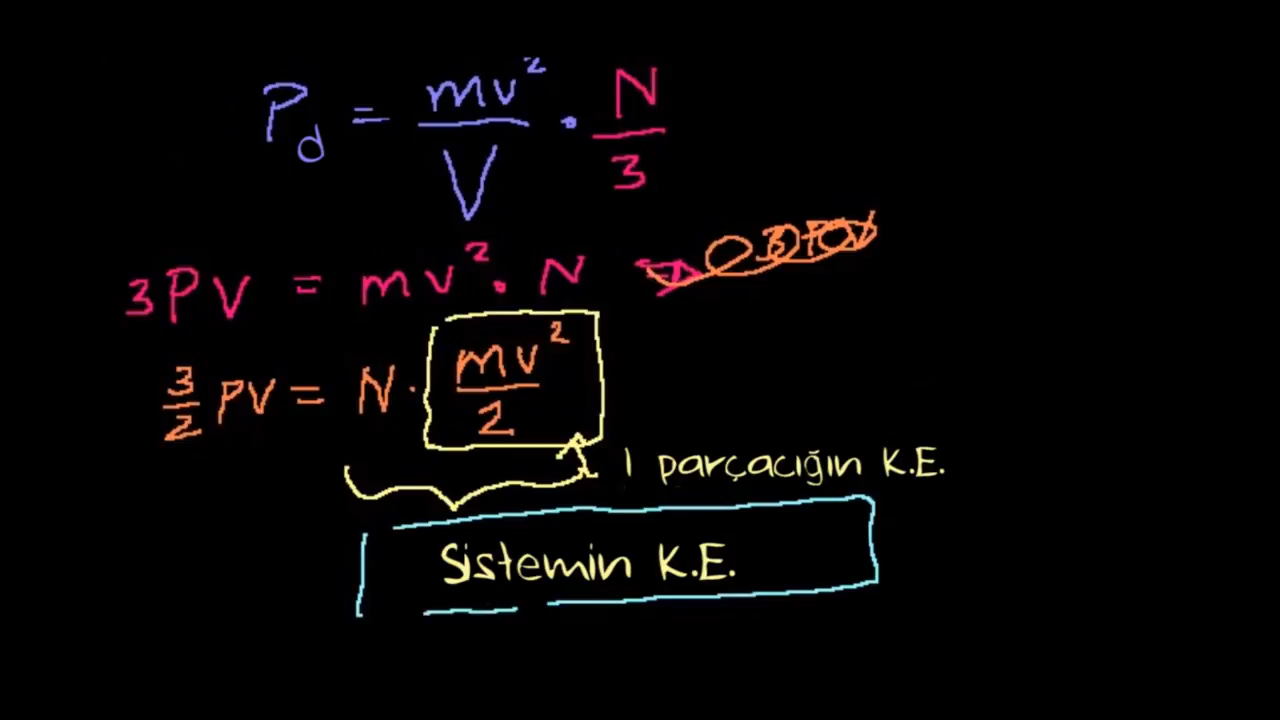 P_d = mv²/V · N/3
3PV = mv² · N
3/2 PV = N · mv²/2
1 parçacığın K.E.
Sistemin K.E.